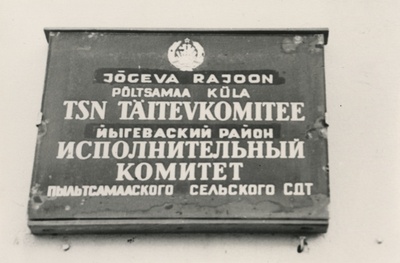 JÕGEVA RAJOON
PÕLTSAMAA KÜLA
TSN TÄITEVKOMITEE
ЙЫГЕВАСКИЙ РАЙОН
ИСПОЛНИТЕЛЬНЫЙ
КОМИТЕТ
ПЫЛЬТСАМААСКОГО СЕЛЬСКОГО СДТ